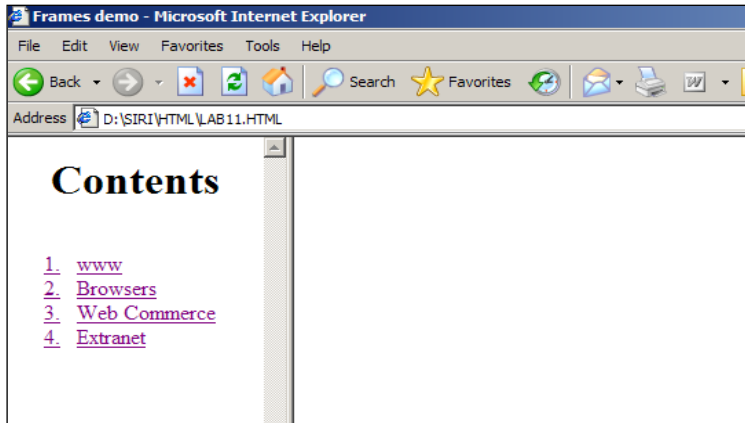 Frames demo - Microsoft Internet Explorer
File Edit View Favorites Tools Help
Back Search Favorites
Address D:\SIRI\HTML\LAB11.HTML
Contents
1. www
2. Browsers
3. Web Commerce
4. Extranet